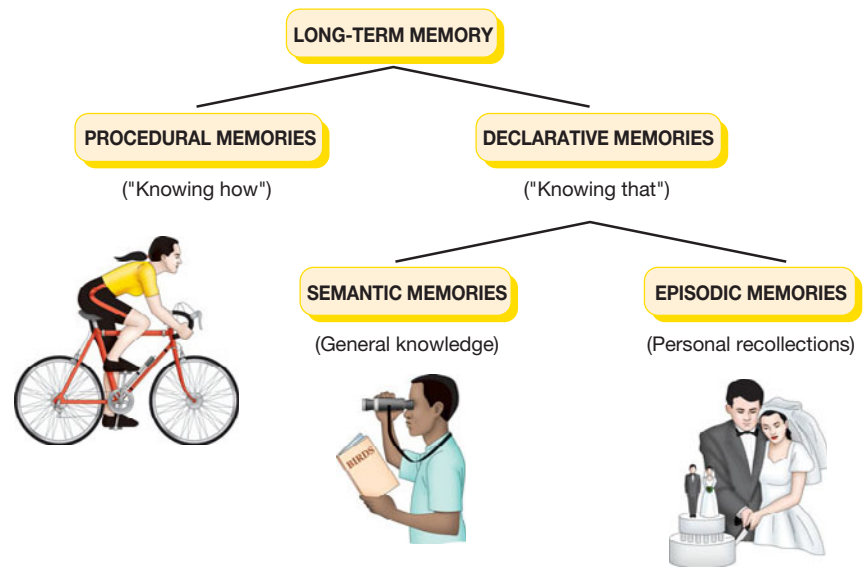 LONG-TERM MEMORY
PROCEDURAL MEMORIES
DECLARATIVE MEMORIES
("Knowing how")
("Knowing that")
SEMANTIC MEMORIES
EPISODIC MEMORIES
(General knowledge)
(Personal recollections)
BIRDS